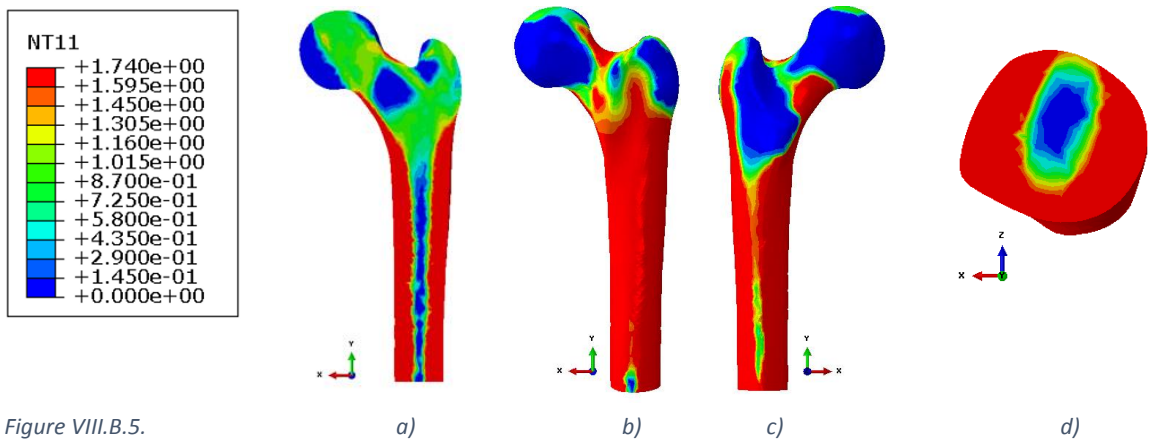 NT11
+1.740e+00
+1.595e+00
+1.450e+00
+1.305e+00
+1.160e+00
+1.015e+00
+8.700e-01
+7.250e-01
+5.800e-01
+4.350e-01
+2.900e-01
+1.450e-01
+0.000e+00
Y
X
Y
X
Y
X
Z
X
Y
Figure VIII.B.5. a) b) c) d)